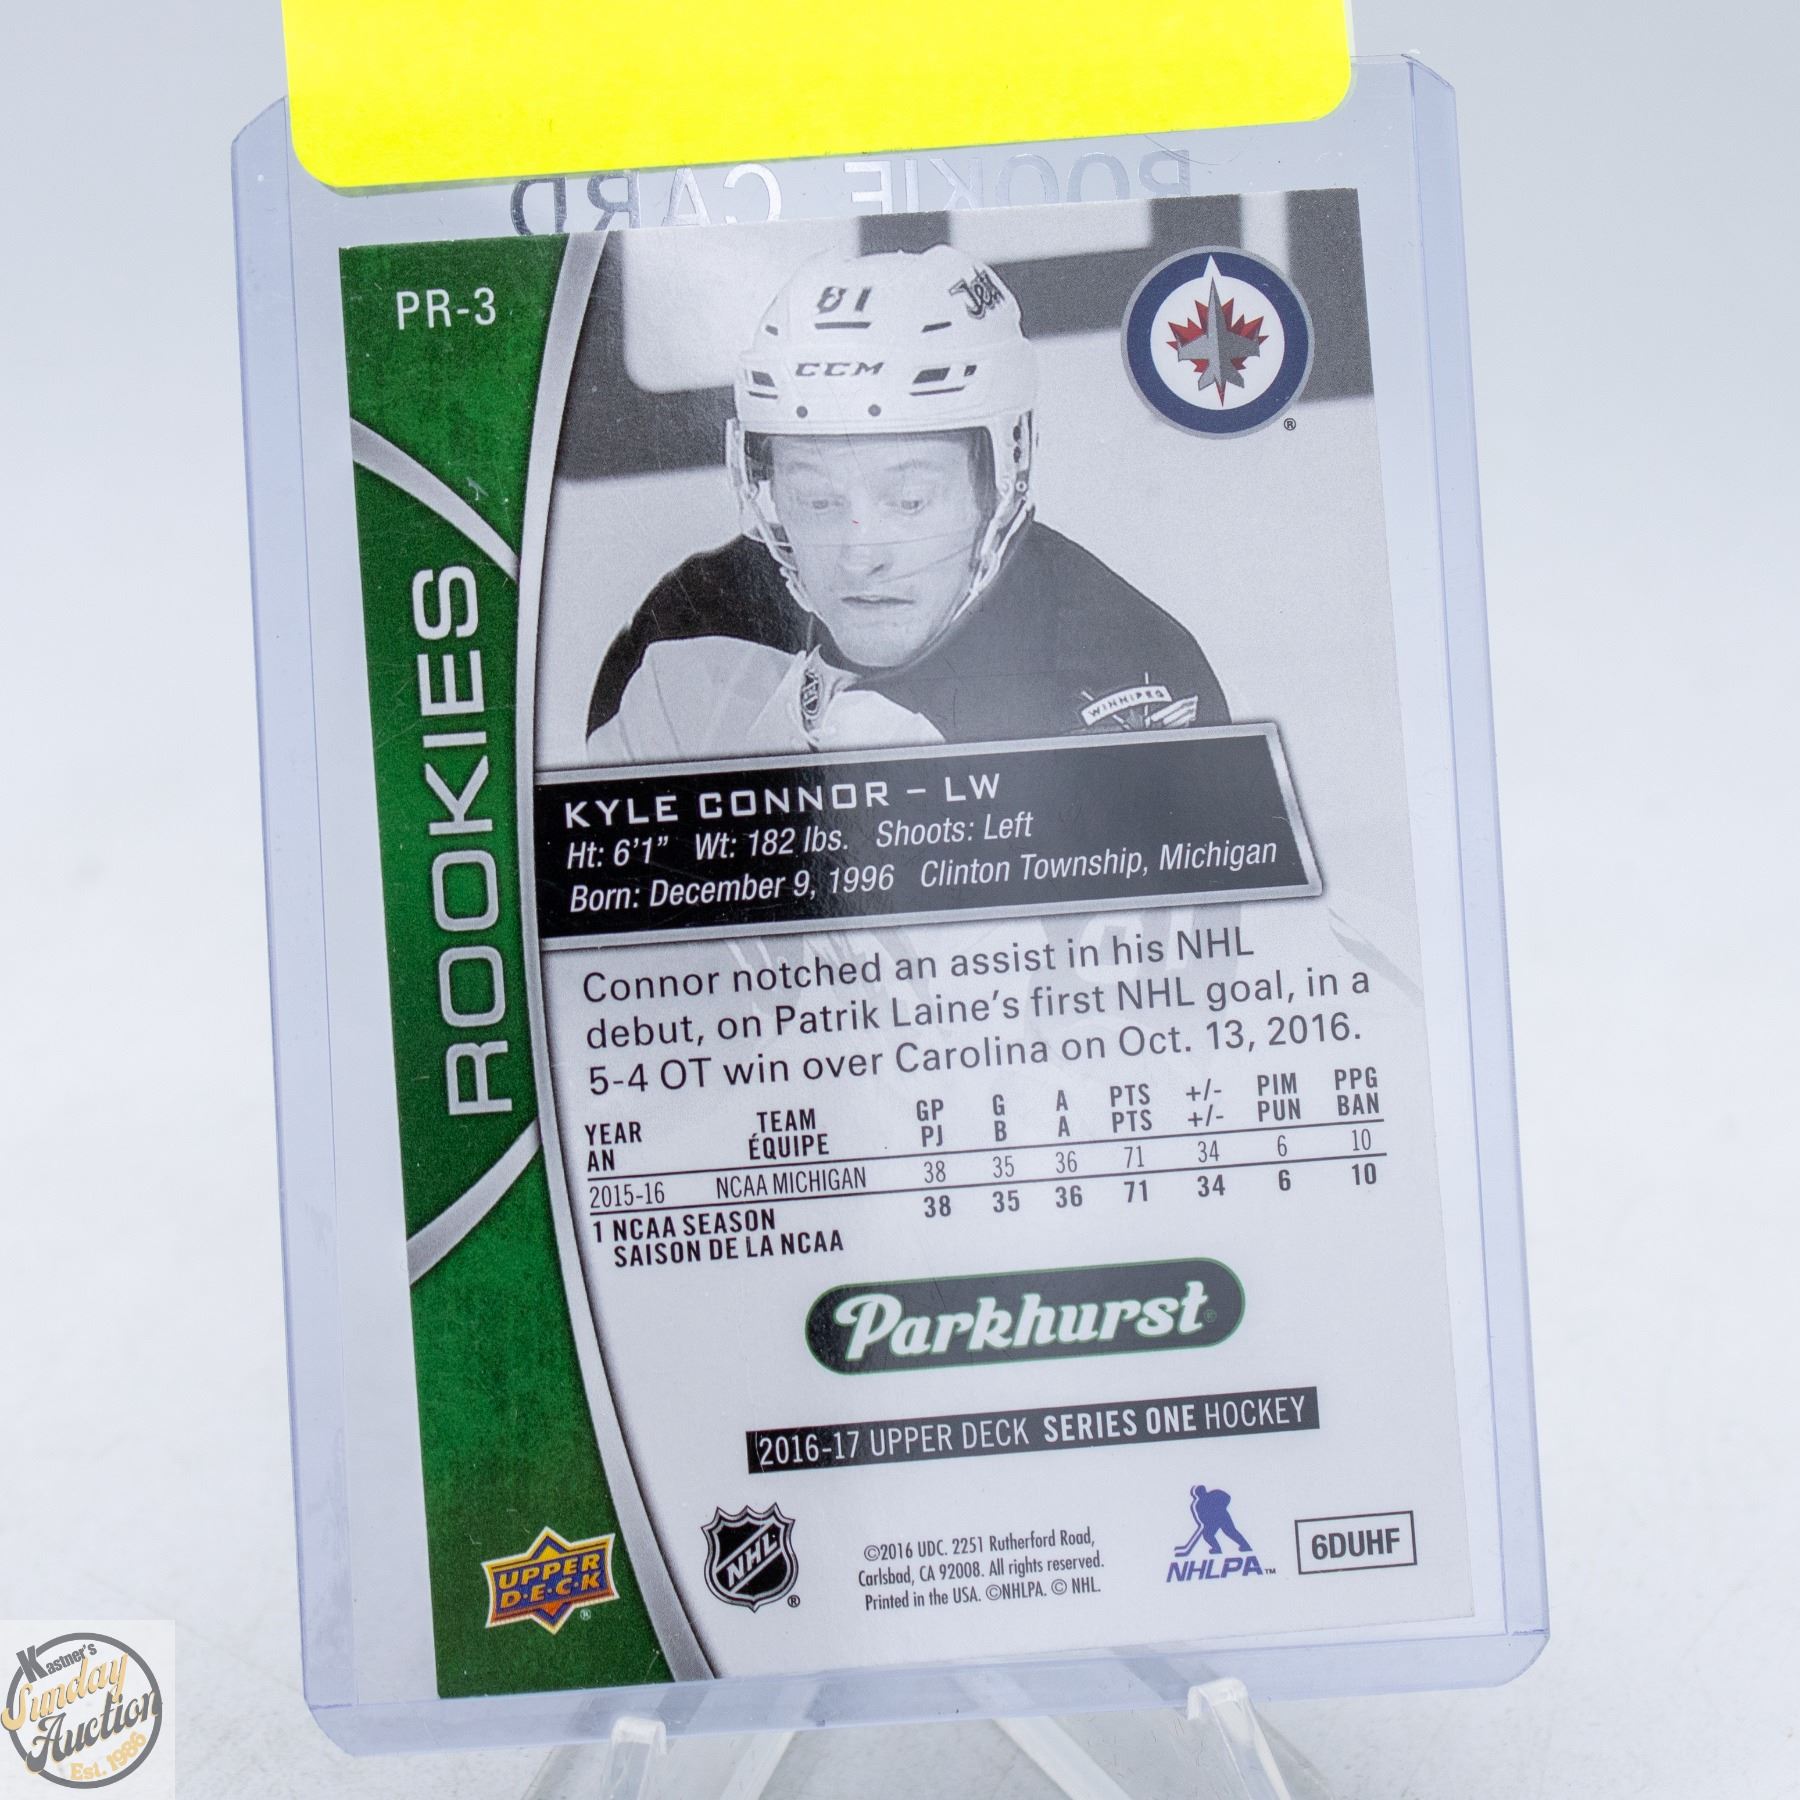 ROOKIE CARD
PR-3
81
Jets
CCM
®
WINNIPEG
ROOKIES
KYLE CONNOR – LW
Ht: 6'1” Wt: 182 lbs. Shoots: Left
Born: December 9, 1996 Clinton Township, Michigan
Connor notched an assist in his NHL
debut, on Patrik Laine’s first NHL goal, in a
5-4 OT win over Carolina on Oct. 13, 2016.
YEAR TEAM GP G A PTS +/- PIM PPG
AN ÉQUIPE PJ B A PTS +/- PUN BAN
2015-16 NCAA MICHIGAN 38 35 36 71 34 6 10
1 NCAA SEASON 38 35 36 71 34 6 10
SAISON DE LA NCAA
Parkhurst®
2016-17 UPPER DECK SERIES ONE HOCKEY
UPPER
D·E·C·K
®
NHL
®
©2016 UDC. 2251 Rutherford Road,
Carlsbad, CA 92008. All rights reserved.
Printed in the USA. ©NHLPA. © NHL.
NHLPA™
6DUHF
Kastner's
Sunday
Auction
Est. 1986